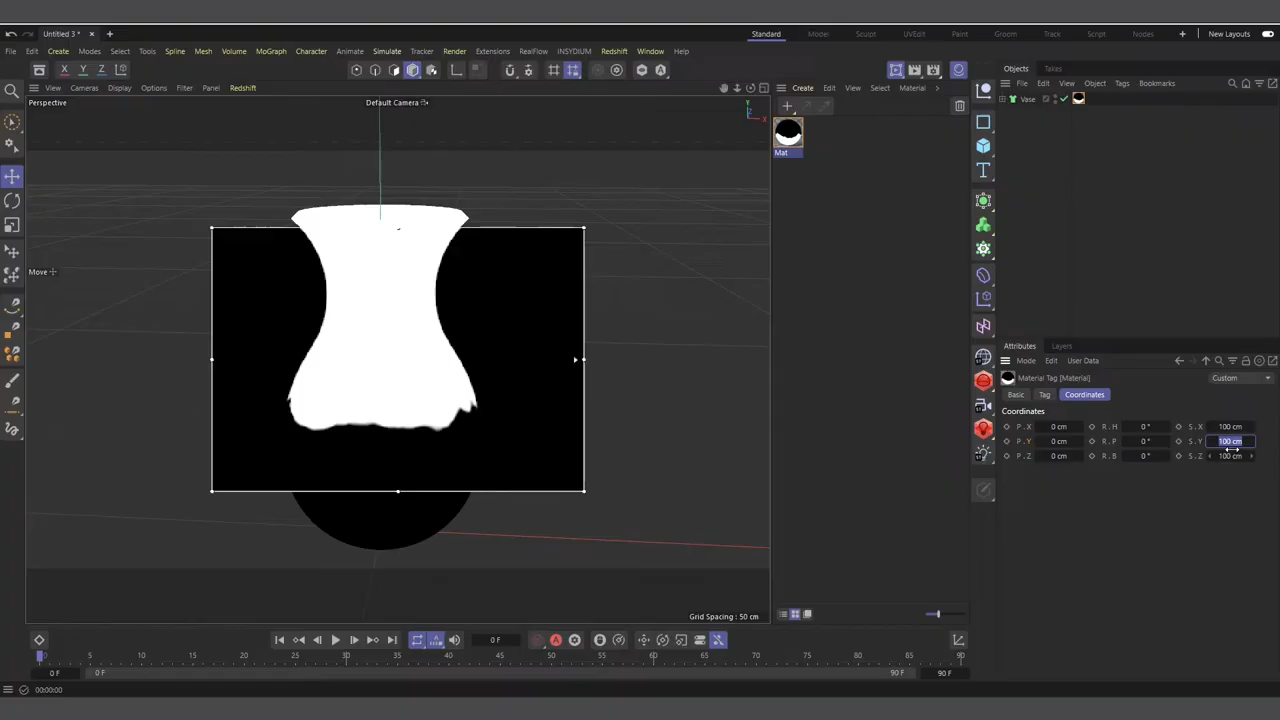 Untitled 3 *
Standard Model Sculpt UVEdit Paint Groom Track Script Nodes New Layouts
File Edit Create Modes Select Tools Spline Mesh Volume MoGraph Character Animate Simulate Tracker Render Extensions RealFlow INSYDIUM Redshift Window Help
X Y Z
Objects Takes
View Cameras Display Options Filter Panel Redshift
Create Edit View Select Material
File Edit View Object Tags Bookmarks
Perspective
Default Camera
Vase
Y
Z
X
Mat
Move
Attributes Layers
Mode Edit User Data
Material Tag [Material]
Custom
Basic Tag Coordinates
Coordinates
P . X 0 cm R . H 0 ° S . X 100 cm
P . Y 0 cm R . P 0 ° S . Y 100 cm
P . Z 0 cm R . B 0 ° S . Z 100 cm
Grid Spacing : 50 cm
0 F
0 5 10 15 20 25 30 35 40 45 50 55 60 65 70 75 80 85 90
0 F 0 F 90 F 90 F
00:00:00